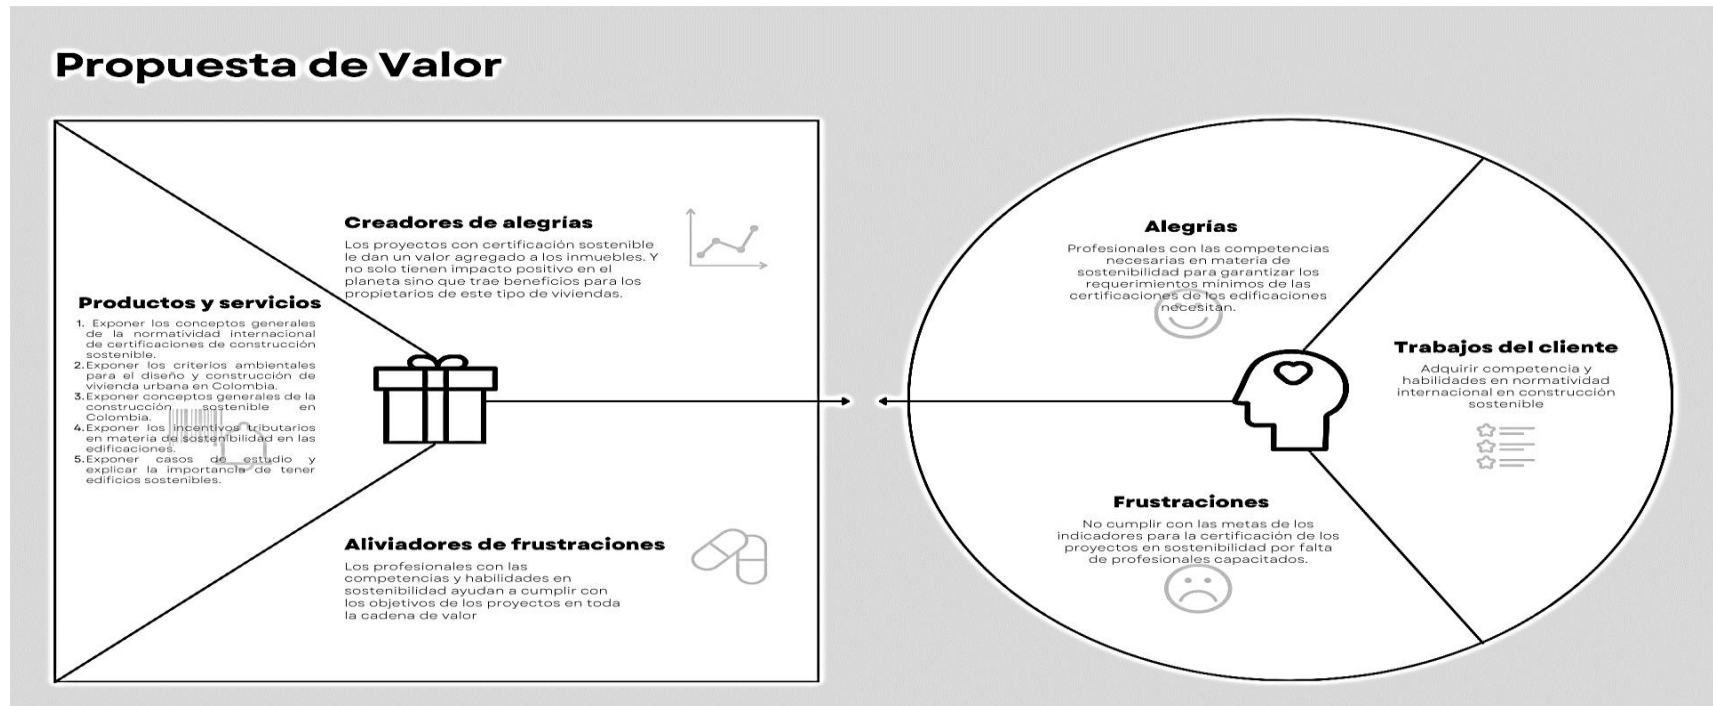 Propuesta de Valor
Productos y servicios
1. Exponer los conceptos generales
de la normatividad internacional
de certificaciones de construcción
sostenible.
2. Exponer los criterios ambientales
para el diseño y construcción de
vivienda urbana en Colombia.
3. Exponer conceptos generales de la
construcción sostenible en
Colombia.
4. Exponer los incentivos tributarios
en materia de sostenibilidad en las
edificaciones.
5. Exponer casos de estudio y
explicar la importancia de tener
edificios sostenibles.
Creadores de alegrías
Los proyectos con certificación sostenible
le dan un valor agregado a los inmuebles. Y
no solo tienen impacto positivo en el
planeta sino que trae beneficios para los
propietarios de este tipo de viviendas.
Aliviadores de frustraciones
Los profesionales con las
competencias y habilidades en
sostenibilidad ayudan a cumplir con
los objetivos de los proyectos en toda
la cadena de valor
Alegrías
Profesionales con las competencias
necesarias en materia de
sostenibilidad para garantizar los
requerimientos mínimos de las
certificaciones de los edificaciones
necesitan.
Trabajos del cliente
Adquirir competencia y
habilidades en normatividad
internacional en construcción
sostenible
Frustraciones
No cumplir con las metas de los
indicadores para la certificación de los
proyectos en sostenibilidad por falta
de profesionales capacitados.